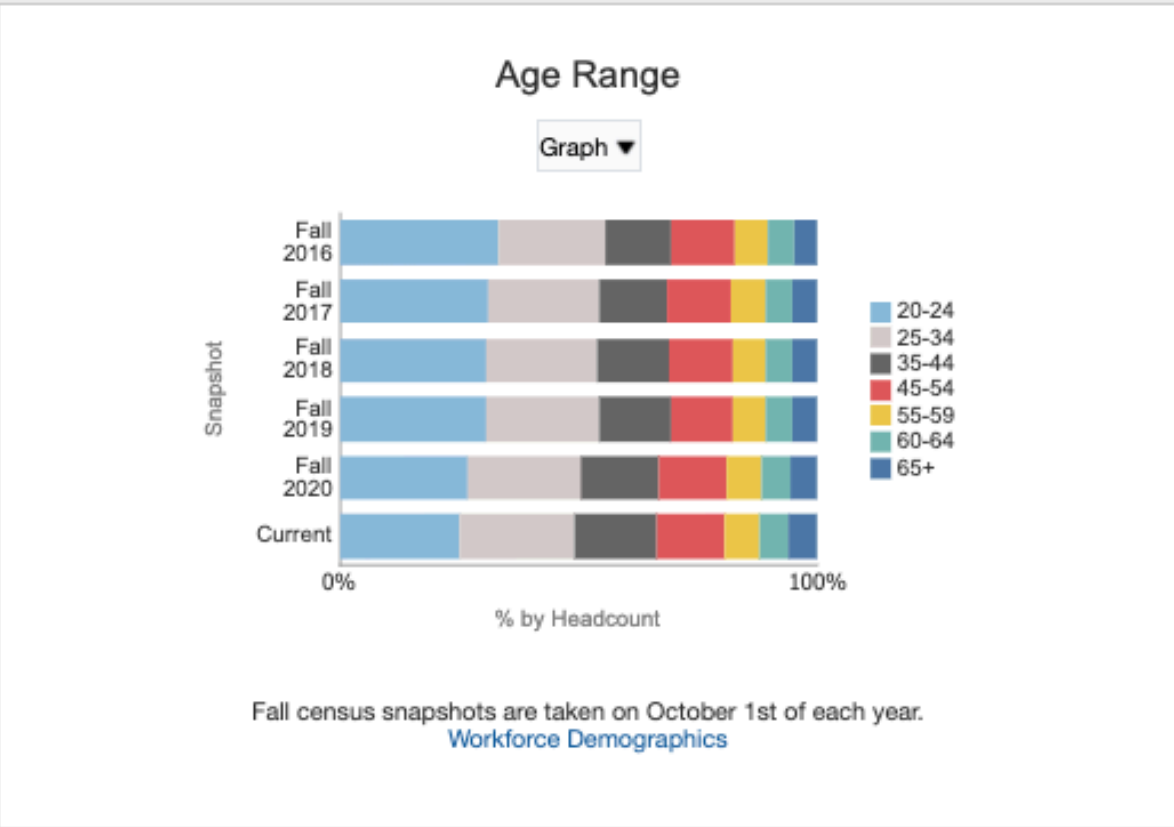 Age Range
Graph ▼
Snapshot
Fall
2016
Fall
2017
Fall
2018
Fall
2019
Fall
2020
Current
0%
100%
% by Headcount
20-24
25-34
35-44
45-54
55-59
60-64
65+
Fall census snapshots are taken on October 1st of each year.
Workforce Demographics